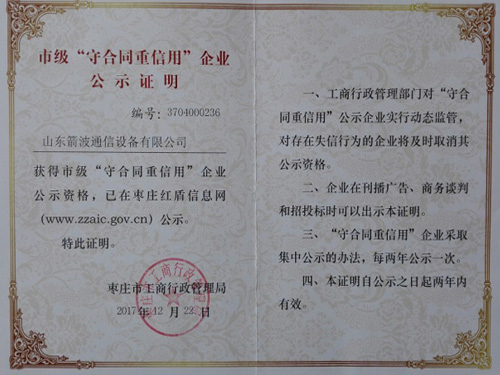 市级“守合同重信用”企业
公示证明
编号：3704000236
山东箭波通信设备有限公司
获得市级“守合同重信用”企业
公示资格，已在枣庄红盾信息网
（www.zzaic.gov.cn）公示。
特此证明。
枣庄市工商行政管理局
2017年12月22日
一、工商行政管理部门对“守合
同重信用”公示企业实行动态监管，
对存在失信行为的企业将及时取消其
公示资格。
二、企业在刊播广告、商务谈判
和招投标时可以出示本证明。
三、“守合同重信用”企业采取
集中公示的办法，每两年公示一次。
四、本证明自公示之日起两年内
有效。